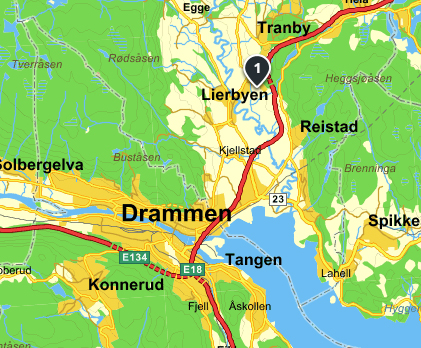 Egge
Tranby
Tverråsen
Rødsåsen
1
Heggsjøåsen
Lierbyen
Reistad
Kjellstad
Solbergelva
Buståsen
Brenninga
23
Drammen
Spikke
E134
E18
Tangen
Lahell
Konnerud
Fjell
Åskollen